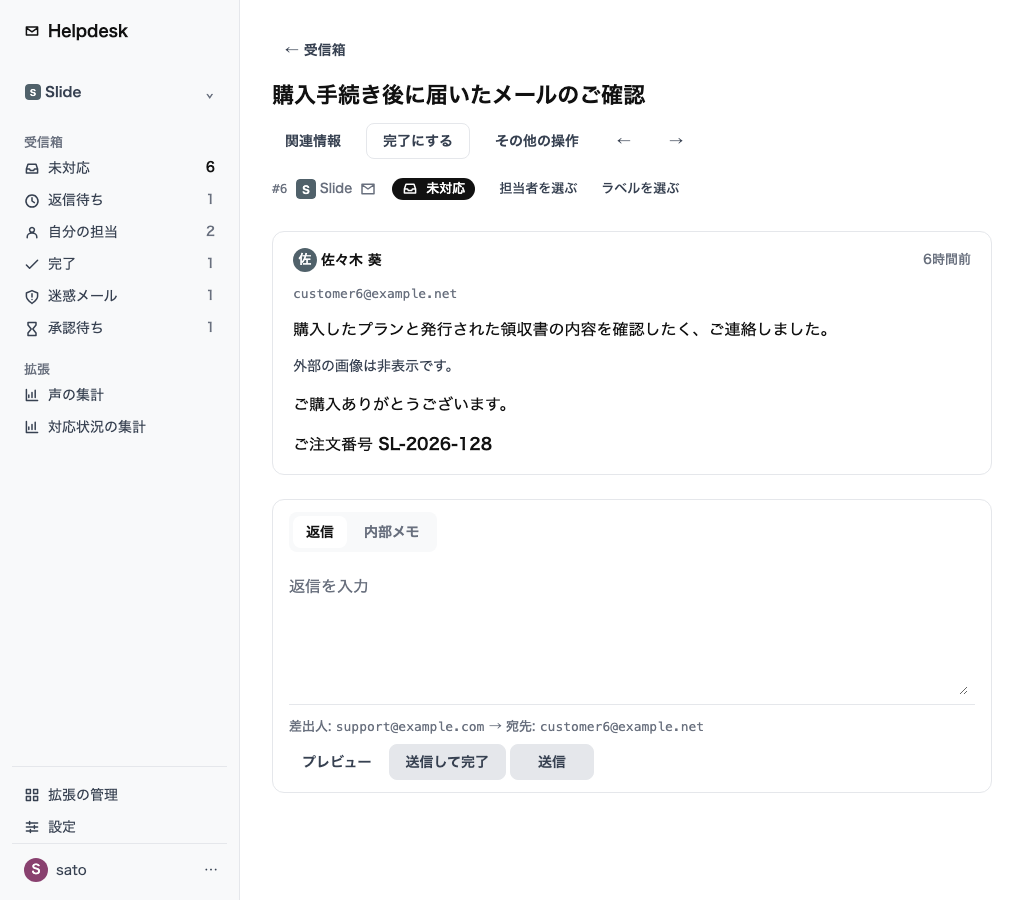 Helpdesk
S Slide
受信箱
未対応 6
返信待ち 1
自分の担当 2
完了 1
迷惑メール 1
承認待ち 1
拡張
声の集計
対応状況の集計
拡張の管理
設定
S sato ...
← 受信箱
購入手続き後に届いたメールのご確認
関連情報 完了にする その他の操作 ← →
#6 S Slide 未対応 担当者を選ぶ ラベルを選ぶ
佐 佐々木 葵 6時間前
customer6@example.net
購入したプランと発行された領収書の内容を確認したく、ご連絡しました。
外部の画像は非表示です。
ご購入ありがとうございます。
ご注文番号 SL-2026-128
返信 内部メモ
返信を入力
差出人: support@example.com → 宛先: customer6@example.net
プレビュー 送信して完了 送信